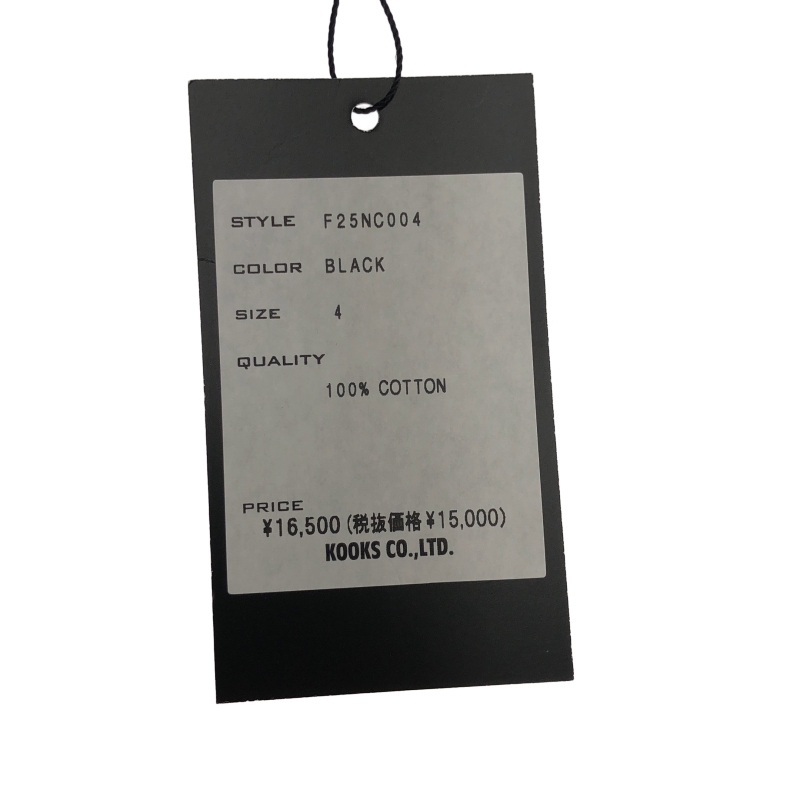 STYLE F25NC004
COLOR BLACK
SIZE 4
QUALITY
100% COTTON
PRICE
¥16,500 (税抜価格 ¥15,000)
KOOKS CO.,LTD.